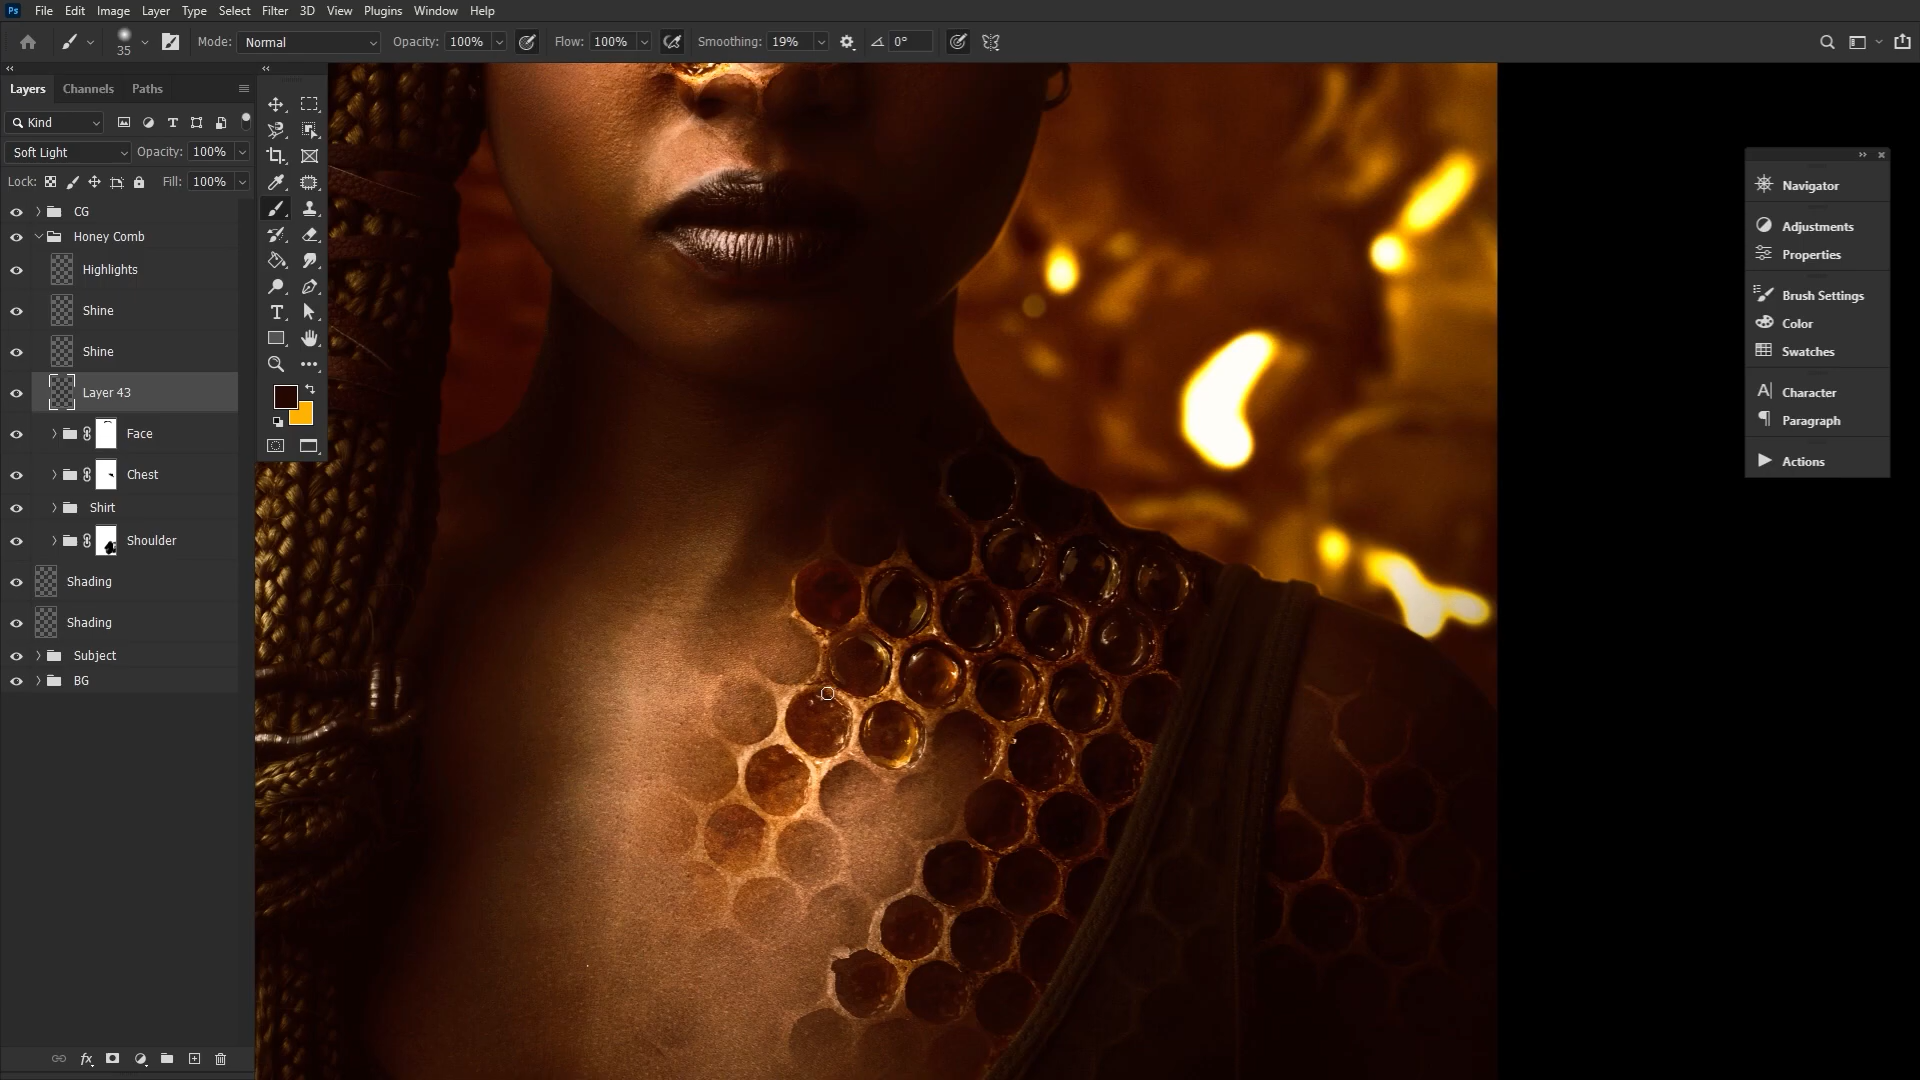 Ps File Edit Image Layer Type Select Filter 3D View Plugins Window Help
35 Mode: Normal Opacity: 100% Flow: 100% Smoothing: 19% 0°
Layers Channels Paths
Kind
Soft Light Opacity: 100%
Lock: Fill: 100%
CG
Honey Comb
Highlights
Shine
Shine
Layer 43
Face
Chest
Shirt
Shoulder
Shading
Shading
Subject
BG
fx
Navigator
Adjustments
Properties
Brush Settings
Color
Swatches
Character
Paragraph
Actions